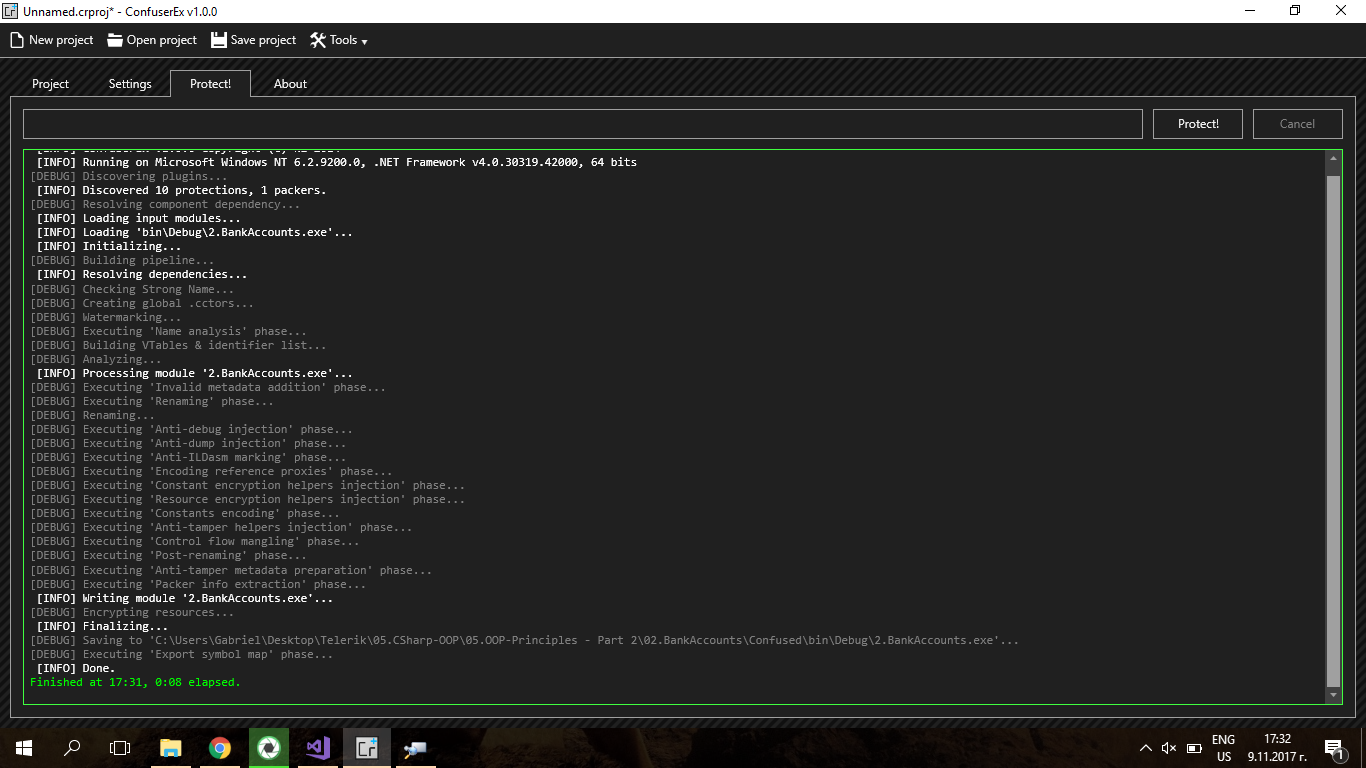 Unnamed.crproj* - ConfuserEx v1.0.0
New project Open project Save project Tools
Project Settings Protect! About
Protect! Cancel
[INFO] Running on Microsoft Windows NT 6.2.9200.0, .NET Framework v4.0.30319.42000, 64 bits
[DEBUG] Discovering plugins...
[INFO] Discovered 10 protections, 1 packers.
[DEBUG] Resolving component dependency...
[INFO] Loading input modules...
[INFO] Loading 'bin\Debug\2.BankAccounts.exe'...
[INFO] Initializing...
[DEBUG] Building pipeline...
[INFO] Resolving dependencies...
[DEBUG] Checking Strong Name...
[DEBUG] Creating global .cctors...
[DEBUG] Watermarking...
[DEBUG] Executing 'Name analysis' phase...
[DEBUG] Building VTables & identifier list...
[DEBUG] Analyzing...
[INFO] Processing module '2.BankAccounts.exe'...
[DEBUG] Executing 'Invalid metadata addition' phase...
[DEBUG] Executing 'Renaming' phase...
[DEBUG] Renaming...
[DEBUG] Executing 'Anti-debug injection' phase...
[DEBUG] Executing 'Anti-dump injection' phase...
[DEBUG] Executing 'Anti-ILDasm marking' phase...
[DEBUG] Executing 'Encoding reference proxies' phase...
[DEBUG] Executing 'Constant encryption helpers injection' phase...
[DEBUG] Executing 'Resource encryption helpers injection' phase...
[DEBUG] Executing 'Constants encoding' phase...
[DEBUG] Executing 'Anti-tamper helpers injection' phase...
[DEBUG] Executing 'Control flow mangling' phase...
[DEBUG] Executing 'Post-renaming' phase...
[DEBUG] Executing 'Anti-tamper metadata preparation' phase...
[DEBUG] Executing 'Packer info extraction' phase...
[INFO] Writing module '2.BankAccounts.exe'...
[DEBUG] Encrypting resources...
[INFO] Finalizing...
[DEBUG] Saving to 'C:\Users\Gabriel\Desktop\Telerik\05.CSharp-OOP\05.OOP-Principles - Part 2\02.BankAccounts\Confused\bin\Debug\2.BankAccounts.exe'...
[DEBUG] Executing 'Export symbol map' phase...
[INFO] Done.
Finished at 17:31, 0:08 elapsed.
ENG 17:32
УС 9.11.2017 г. 1